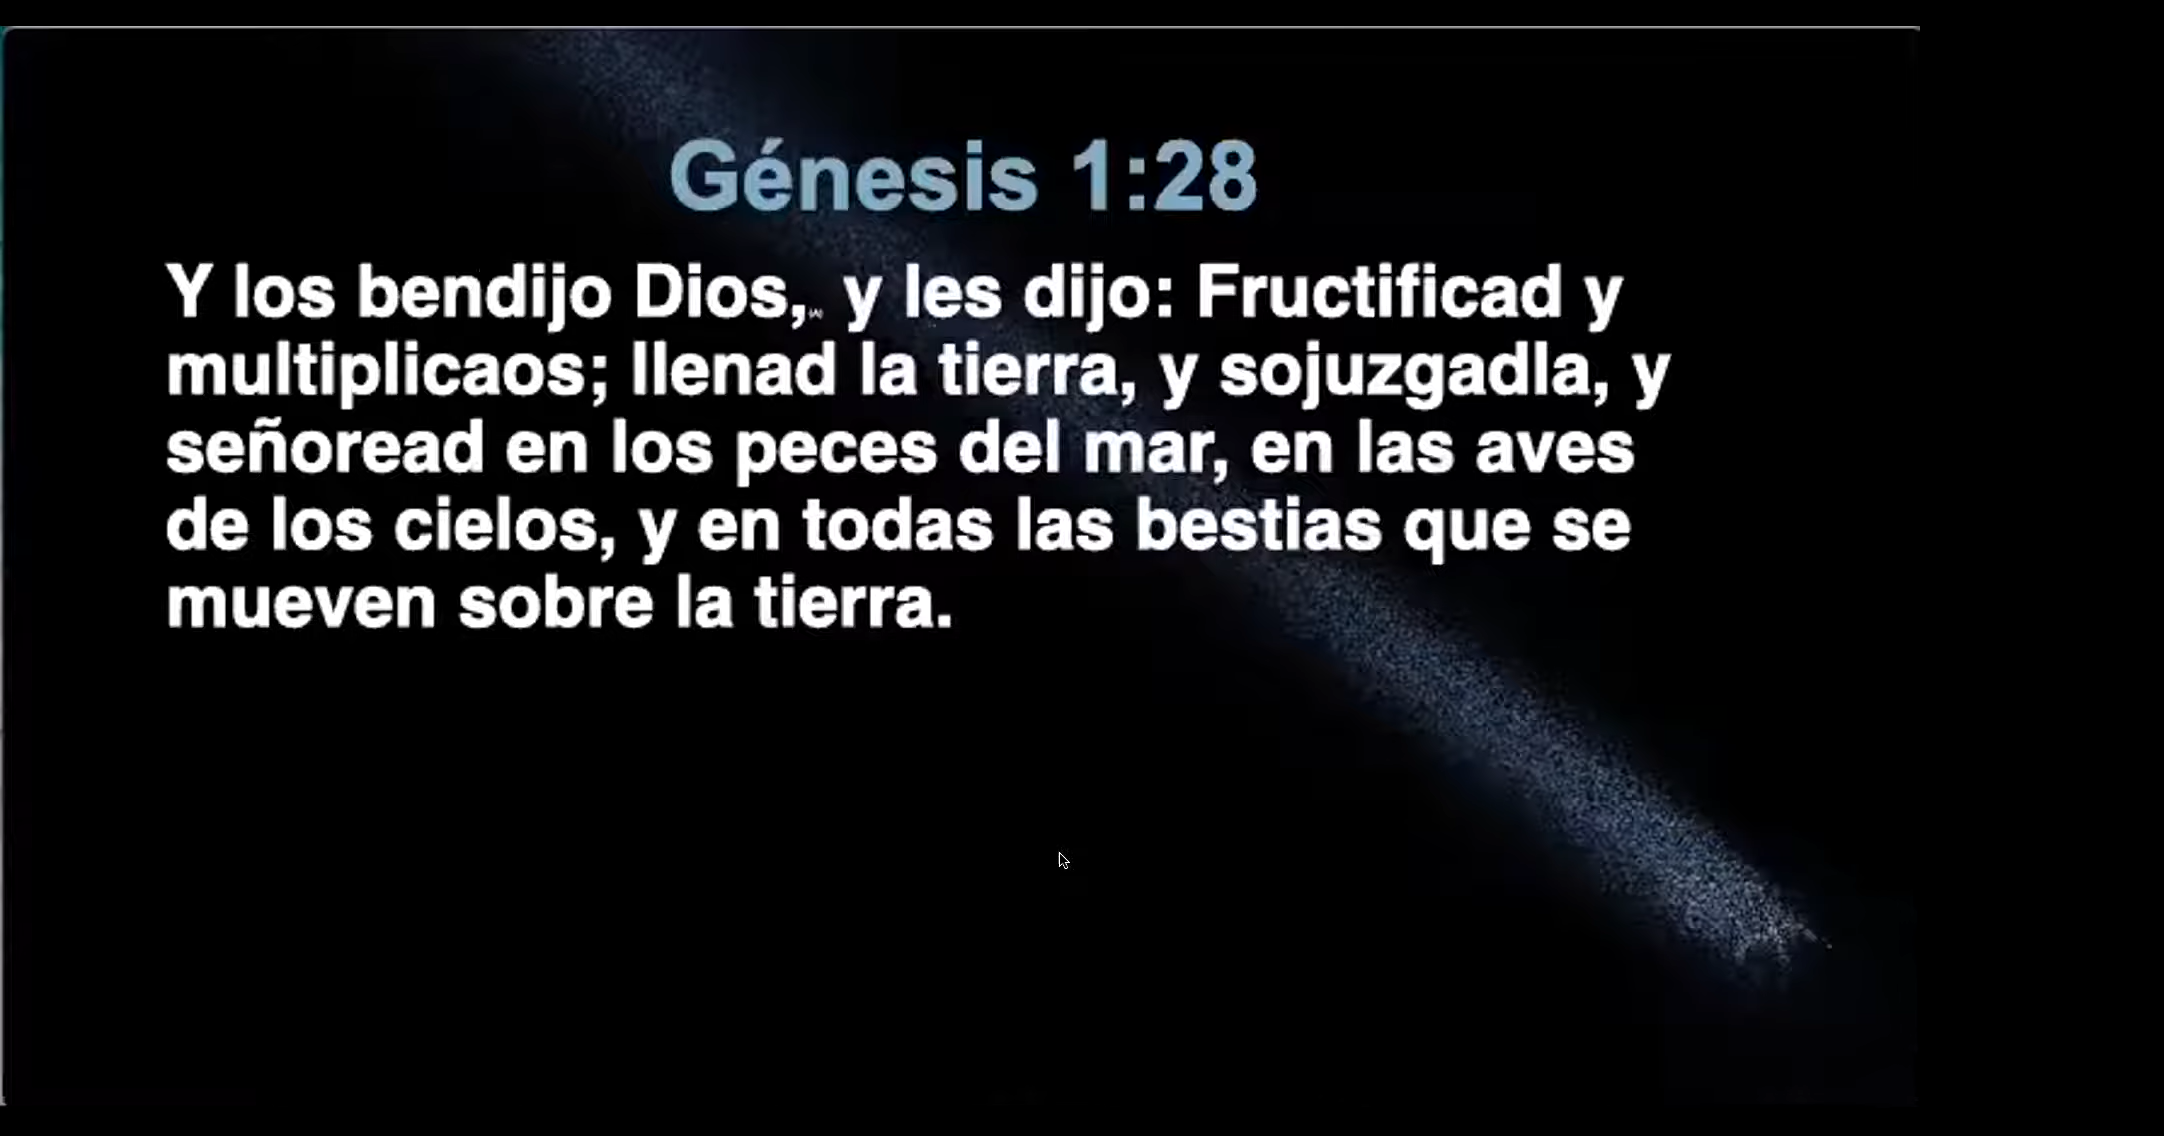 Génesis 1:28
Y los bendijo Dios, y les dijo: Fructificad y
multiplicaos; llenad la tierra, y sojuzgadla, y
señoread en los peces del mar, en las aves
de los cielos, y en todas las bestias que se
mueven sobre la tierra.